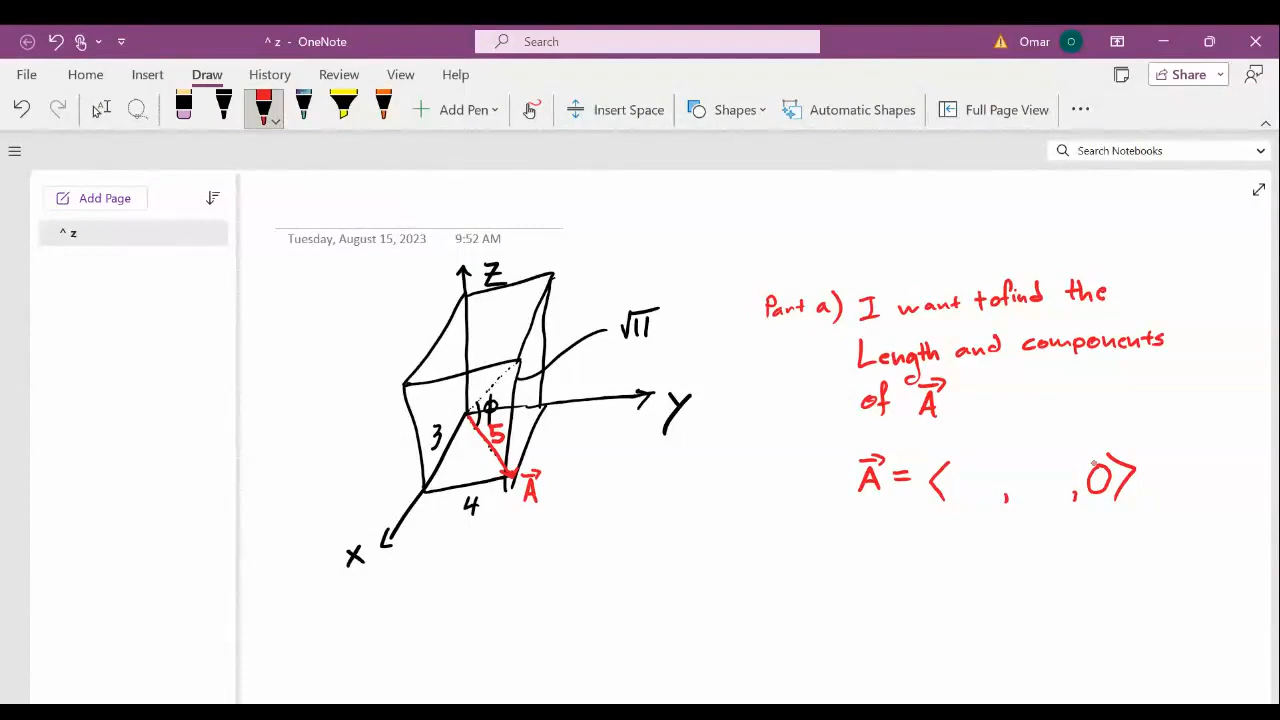 ^ z - OneNote
Search
Omar
File Home Insert Draw History Review View Help
Share
Add Pen
Insert Space
Shapes
Automatic Shapes
Full Page View
Search Notebooks
Add Page
^ z
Tuesday, August 15, 2023 9:52 AM
Z
√11
ϕ
y
3
5
A
4
x
Part a) I want to find the
Length and components
of A
A = < , , 0>